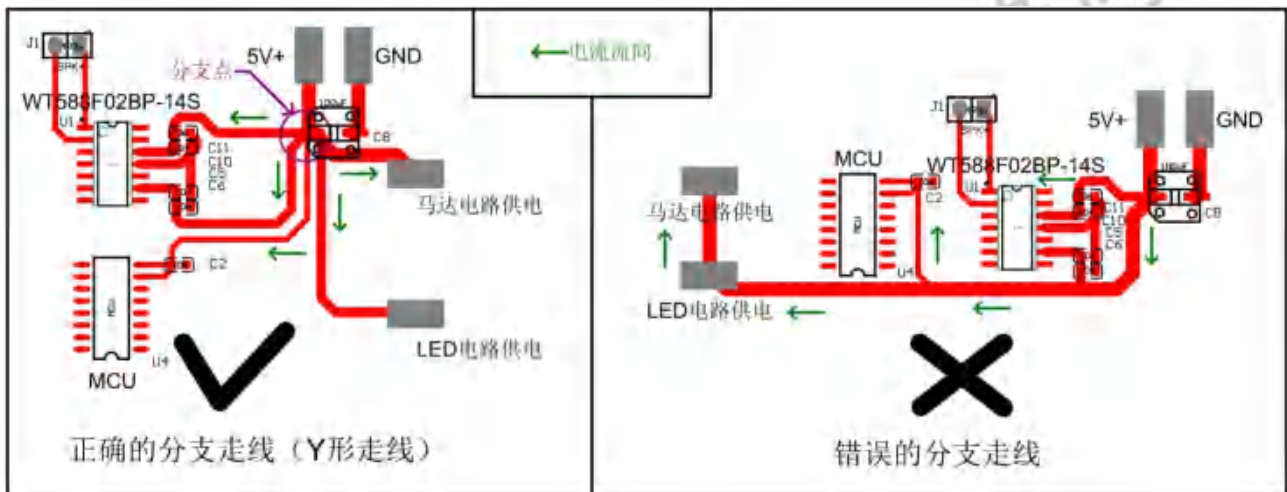 J1
SPK+
5V+
GND
分支点
WT588F02BP-14S
U1
100uF
C8
C11
C10
C5
C6
马达电路供电
C2
U4
MCU
LED电路供电
正确的分支走线（Y形走线）
电流流向
J1
SPK+
5V+
GND
MCU
WT588F02BP-14S
U1
100uF
C2
C8
C11
C10
C5
C6
马达电路供电
U4
LED电路供电
错误的分支走线